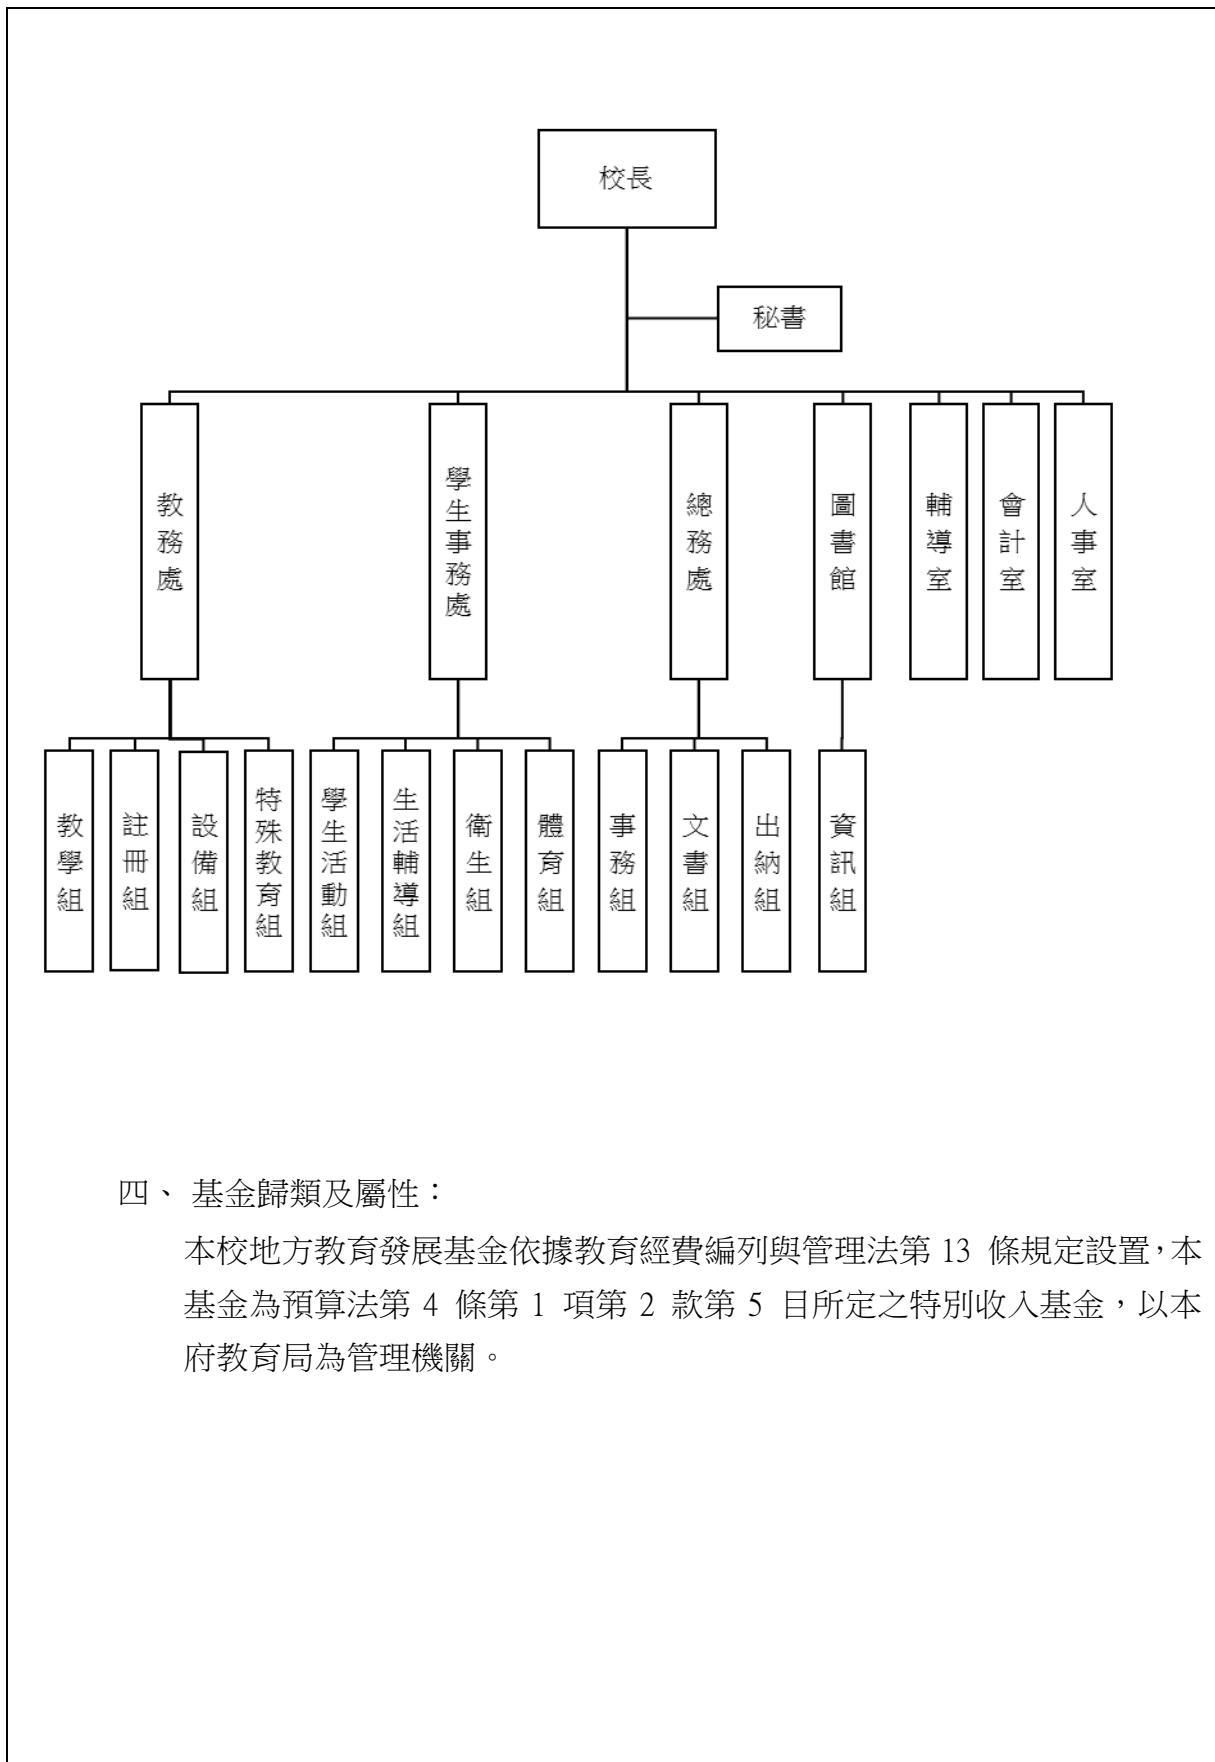 校長
秘書
教務處
學生事務處
總務處
圖書館
輔導室
會計室
人事室
教學組
註冊組
設備組
特殊教育組
學生活動組
生活輔導組
衛生組
體育組
事務組
文書組
出納組
資訊組
四、 基金歸類及屬性：
本校地方教育發展基金依據教育經費編列與管理法第 13 條規定設置，本
基金為預算法第 4 條第 1 項第 2 款第 5 目所定之特別收入基金，以本
府教育局為管理機關。